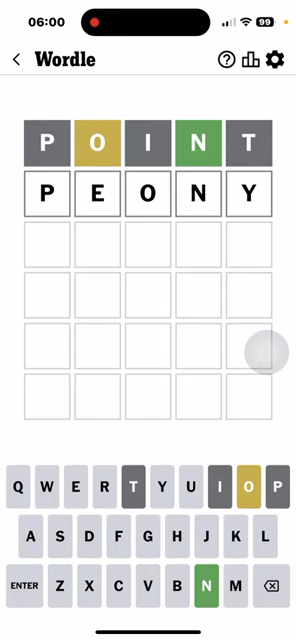 06:00 99
Wordle
P O I N T
P E O N Y
Q W E R T Y U I O P
A S D F G H J K L
ENTER Z X C V B N M